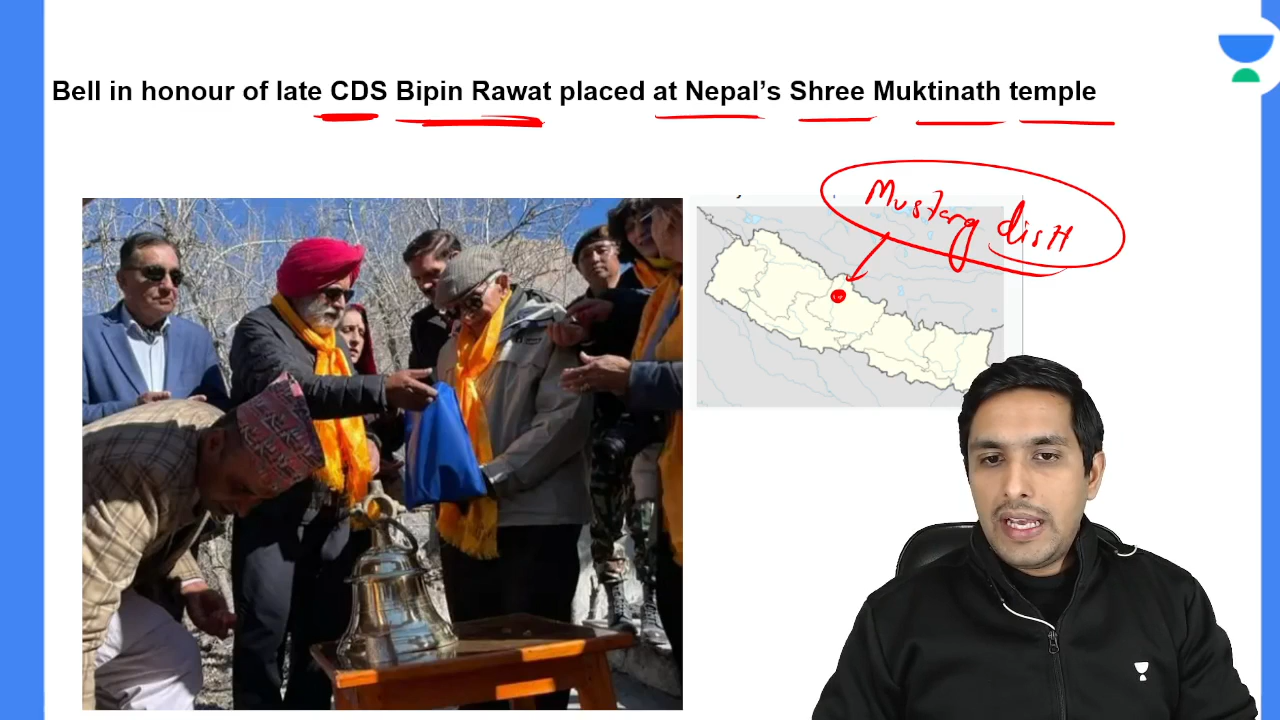 Bell in honour of late CDS Bipin Rawat placed at Nepal’s Shree Muktinath temple
Mustang distt